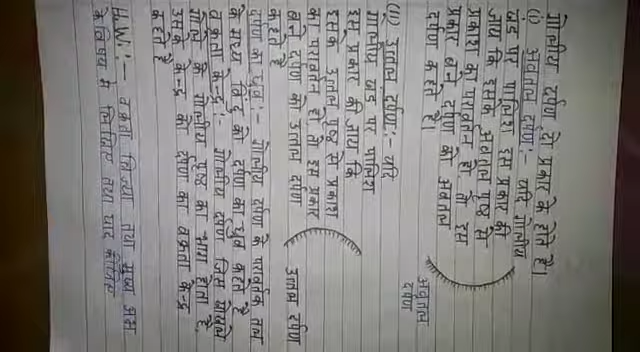 गोलीय दर्पण दो प्रकार के होते हैं।
(i) अवतल दर्पण:- यदि गोलीय
खंड पर पालिश इस प्रकार की
जाय कि इसके अवतल पृष्ठ से
प्रकाश का परावर्तन हो तो इस
प्रकार बने दर्पण को अवतल
दर्पण कहते हैं।
अवतल
दर्पण
(ii) उत्तल दर्पण:- यदि
गोलीय खंड पर पालिश
इस प्रकार की जाय कि
इसके उत्तल पृष्ठ से प्रकाश
का परावर्तन हो तो इस प्रकार
बने दर्पण को उत्तल दर्पण
कहते हैं
उत्तल दर्पण
दर्पण का ध्रुव:- गोलीय दर्पण के परावर्तक तल
के मध्य बिंदु को दर्पण का ध्रुव कहते हैं
वक्रता केन्द्र:- गोलीय दर्पण जिस खोखले
गोले के गोलीय पृष्ठ का भाग होता है
उसके केन्द्र को दर्पण का वक्रता केन्द्र
कहते हैं
H.W:- वक्रता त्रिज्या तथा मुख्य अक्ष
के विषय में लिखिए तथा याद कीजिए